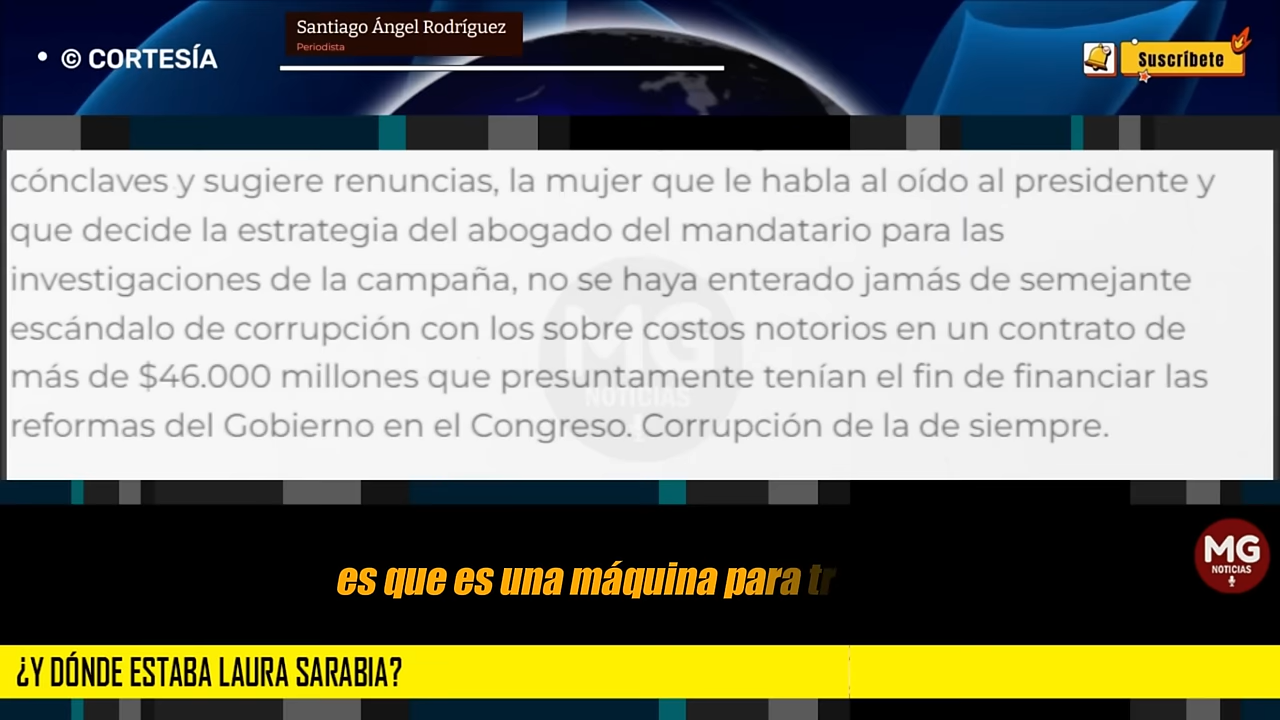 Santiago Ángel Rodríguez
Periodista
• © CORTESÍA
Suscríbete
cónclaves y sugiere renuncias, la mujer que le habla al oído al presidente y
que decide la estrategia del abogado del mandatario para las
investigaciones de la campaña, no se haya enterado jamás de semejante
escándalo de corrupción con los sobre costos notorios en un contrato de
más de $46.000 millones que presuntamente tenían el fin de financiar las
reformas del Gobierno en el Congreso. Corrupción de la de siempre.
MG
NOTICIAS
es que es una máquina para tr
MG
NOTICIAS
¿Y DÓNDE ESTABA LAURA SARABIA?